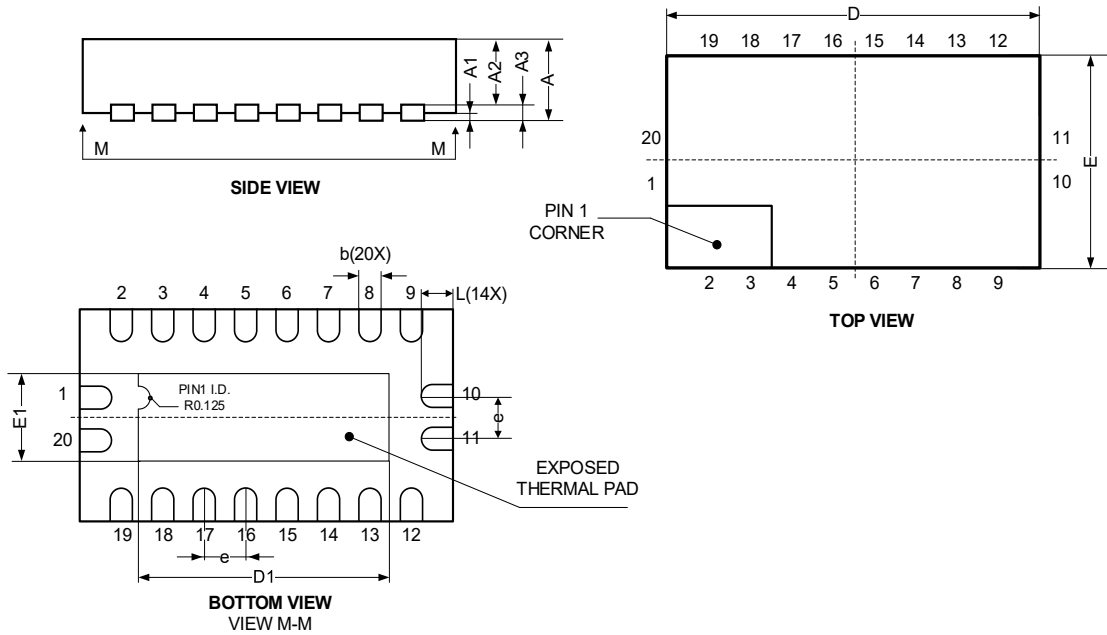 A1
A2
A3
A
M
M
SIDE VIEW
D
19 18 17 16 15 14 13 12
20
1
11
10
E
PIN 1
CORNER
2 3 4 5 6 7 8 9
TOP VIEW
b(20X)
2 3 4 5 6 7 8 9
L(14X)
1
20
E1
PIN1 I.D.
R0.125
10
11
e
EXPOSED
THERMAL PAD
19 18 17 16 15 14 13 12
e
D1
BOTTOM VIEW
VIEW M-M